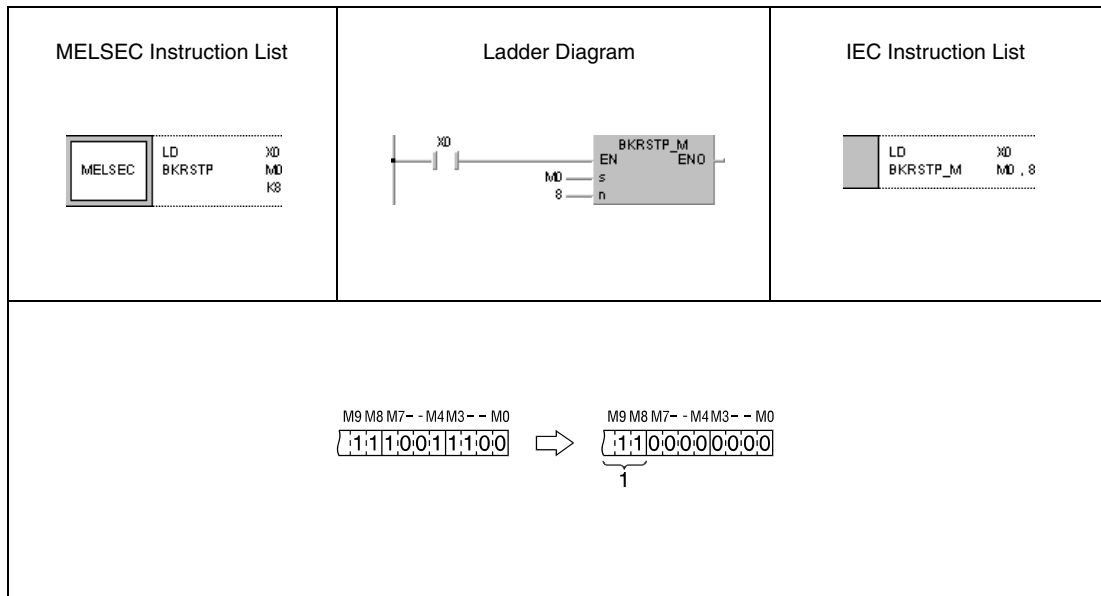 MELSEC Instruction List
Ladder Diagram
IEC Instruction List
MELSEC
LD X0
BKRSTP M0
K8
X0
BKRSTP_M
EN ENO
M0 s
8 n
LD X0
BKRSTP_M M0 , 8
M9 M8 M7 - - M4 M3 - - M0
1 1 1 0 0 1 1 1 0 0
M9 M8 M7 - - M4 M3 - - M0
1 1 0 0 0 0 0 0 0 0
1